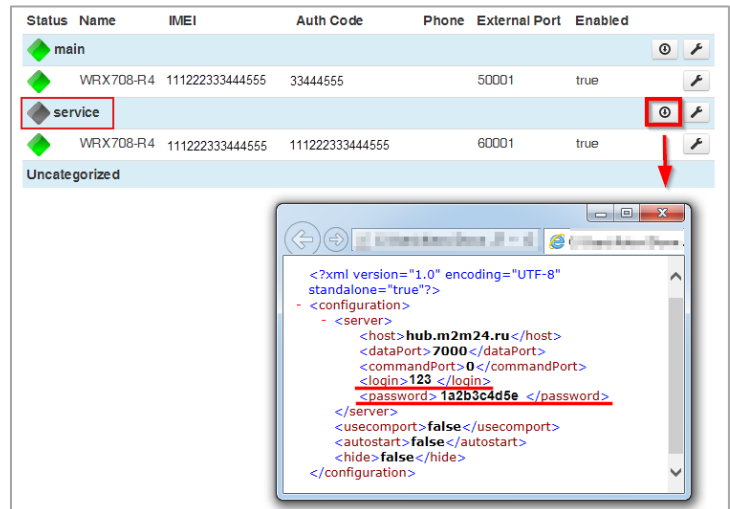 Status Name IMEI Auth Code Phone External Port Enabled
main
WRX708-R4 111222333444555 33444555 50001 true
service
WRX708-R4 111222333444555 111222333444555 60001 true
Uncategorized
<?xml version="1.0" encoding="UTF-8"
standalone="true"?>
- <configuration>
- <server>
<host>hub.m2m24.ru</host>
<dataPort>7000</dataPort>
<commandPort>0</commandPort>
<login>123 </login>
<password>1a2b3c4d5e </password>
</server>
<usecomport>false</usecomport>
<autostart>false</autostart>
<hide>false</hide>
</configuration>